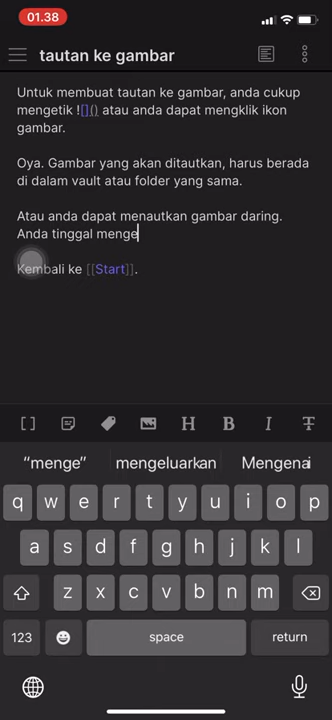 01.38
tautan ke gambar
Untuk membuat tautan ke gambar, anda cukup
mengetik ![]() atau anda dapat mengklik ikon
gambar.
Oya. Gambar yang akan ditautkan, harus berada
di dalam vault atau folder yang sama.
Atau anda dapat menautkan gambar daring.
Anda tinggal menge
Kembali ke [[Start]].
[] H B I T
"menge" mengeluarkan Mengenai
q w e r t y u i o p
a s d f g h j k l
z x c v b n m
123 space return